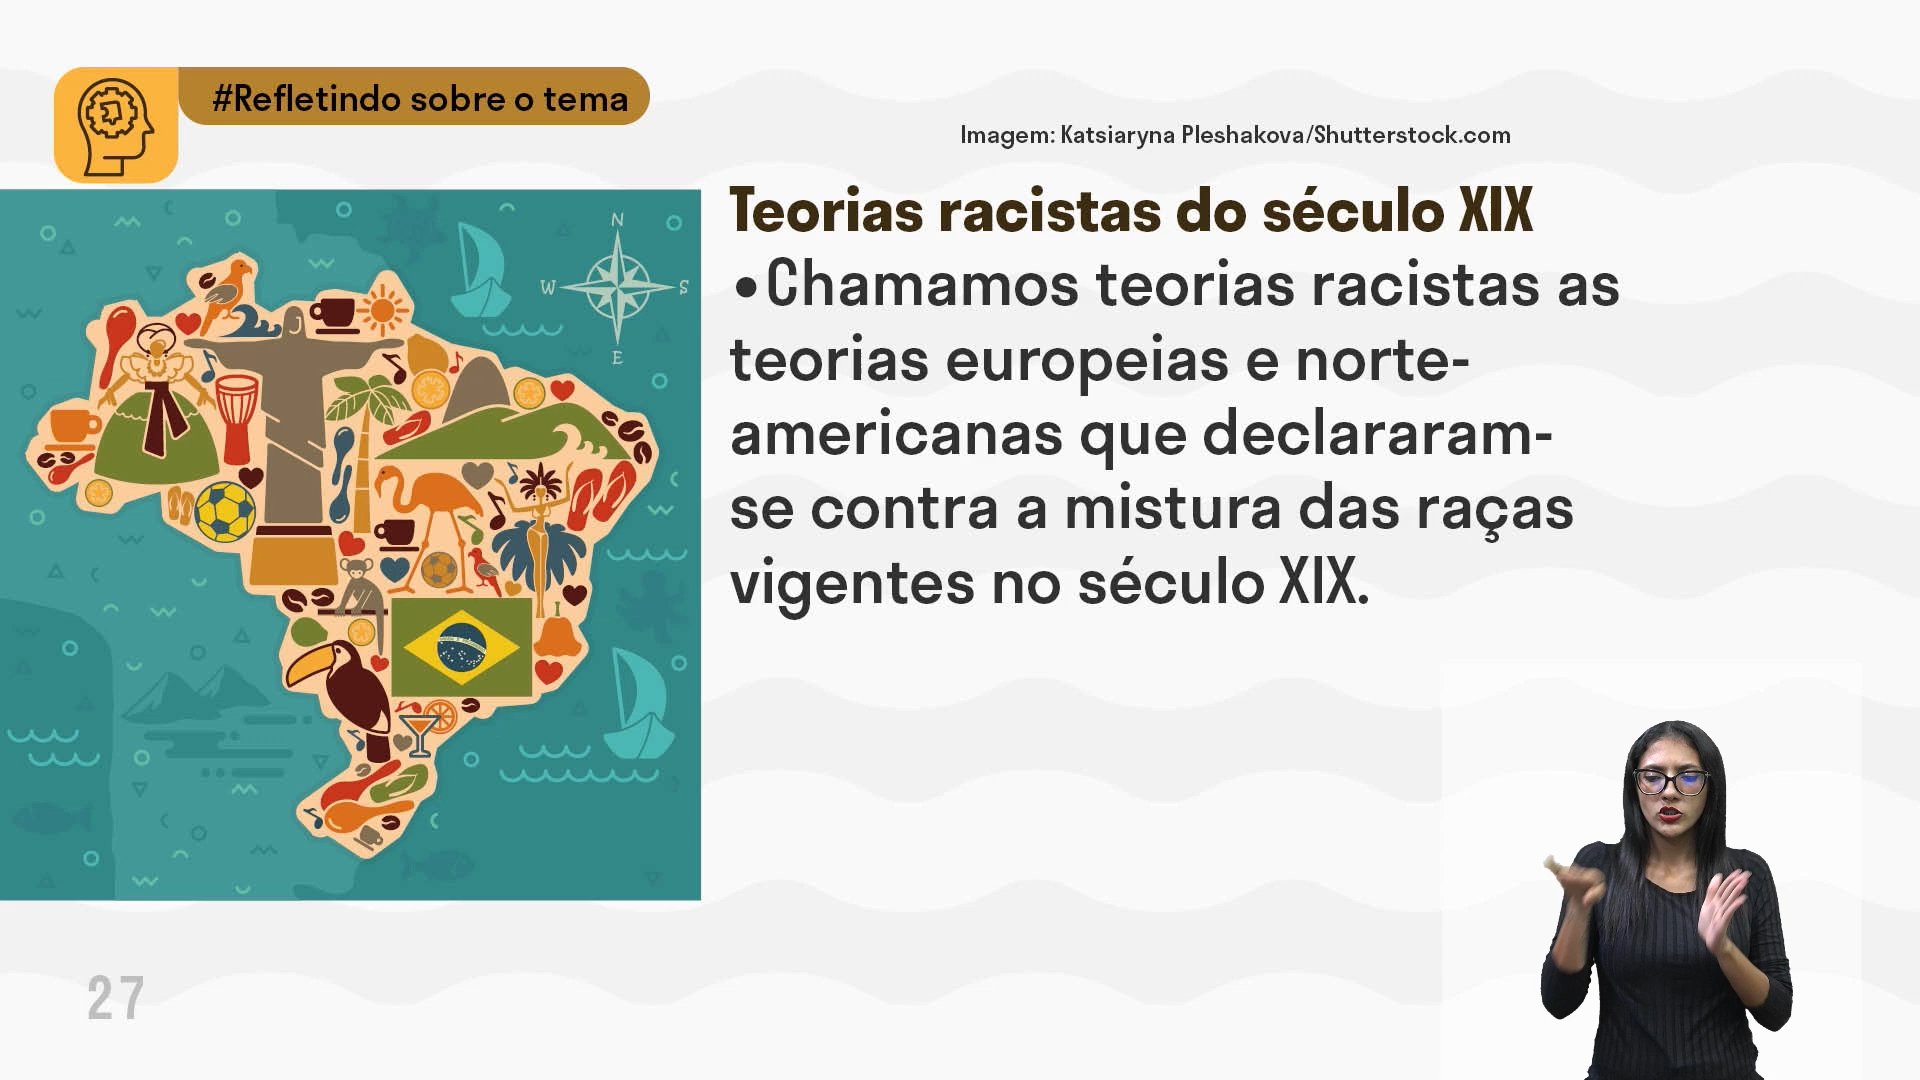 #Refletindo sobre o tema
Imagem: Katsiaryna Pleshakova/Shutterstock.com
Teorias racistas do século XIX
•Chamamos teorias racistas as
teorias europeias e norte-
americanas que declararam-
se contra a mistura das raças
vigentes no século XIX.
N
W
S
E
27